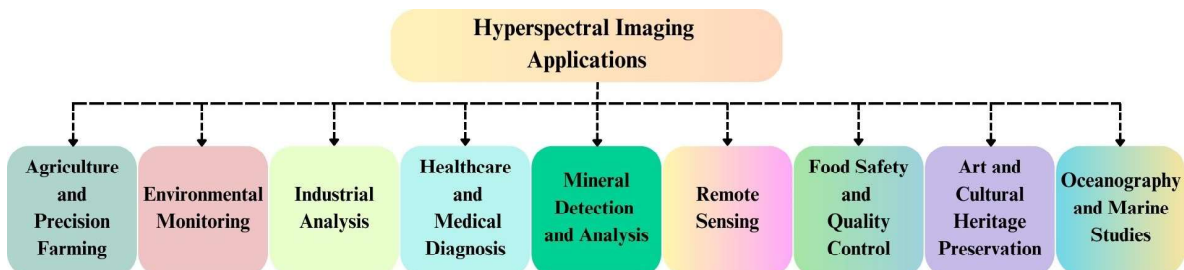 Hyperspectral Imaging
Applications
Agriculture
and
Precision
Farming
Environmental
Monitoring
Industrial
Analysis
Healthcare
and
Medical
Diagnosis
Mineral
Detection
and Analysis
Remote
Sensing
Food Safety
and
Quality
Control
Art and
Cultural
Heritage
Preservation
Oceanography
and Marine
Studies